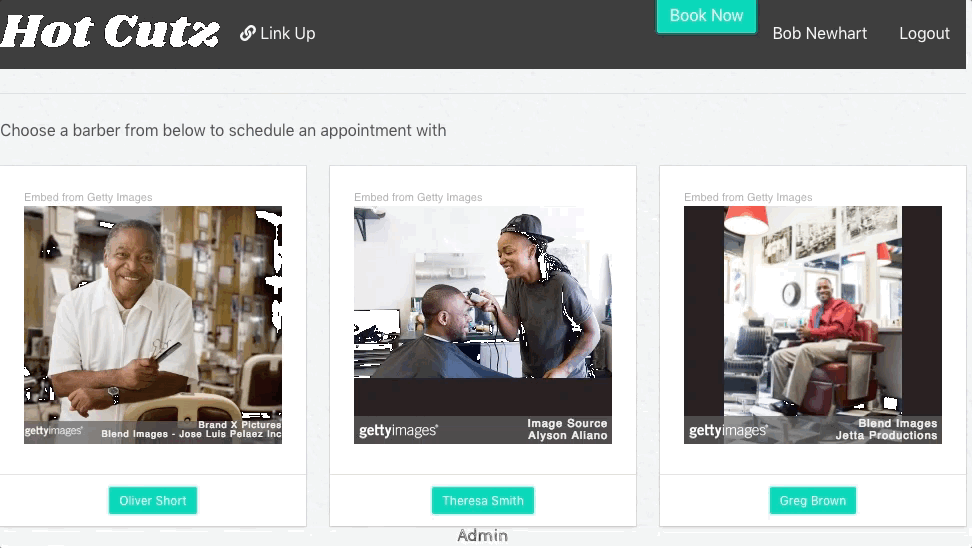 Hot Cutz
Link Up
Book Now
Bob Newhart
Logout
Choose a barber from below to schedule an appointment with
Embed from Getty Images
gettyimages®
Brand X Pictures
Blend Images - Jose Luis Pelaez Inc
Oliver Short
Embed from Getty Images
gettyimages®
Image Source
Alyson Aliano
Theresa Smith
Embed from Getty Images
gettyimages®
Blend Images
Jetta Productions
Greg Brown
Admin